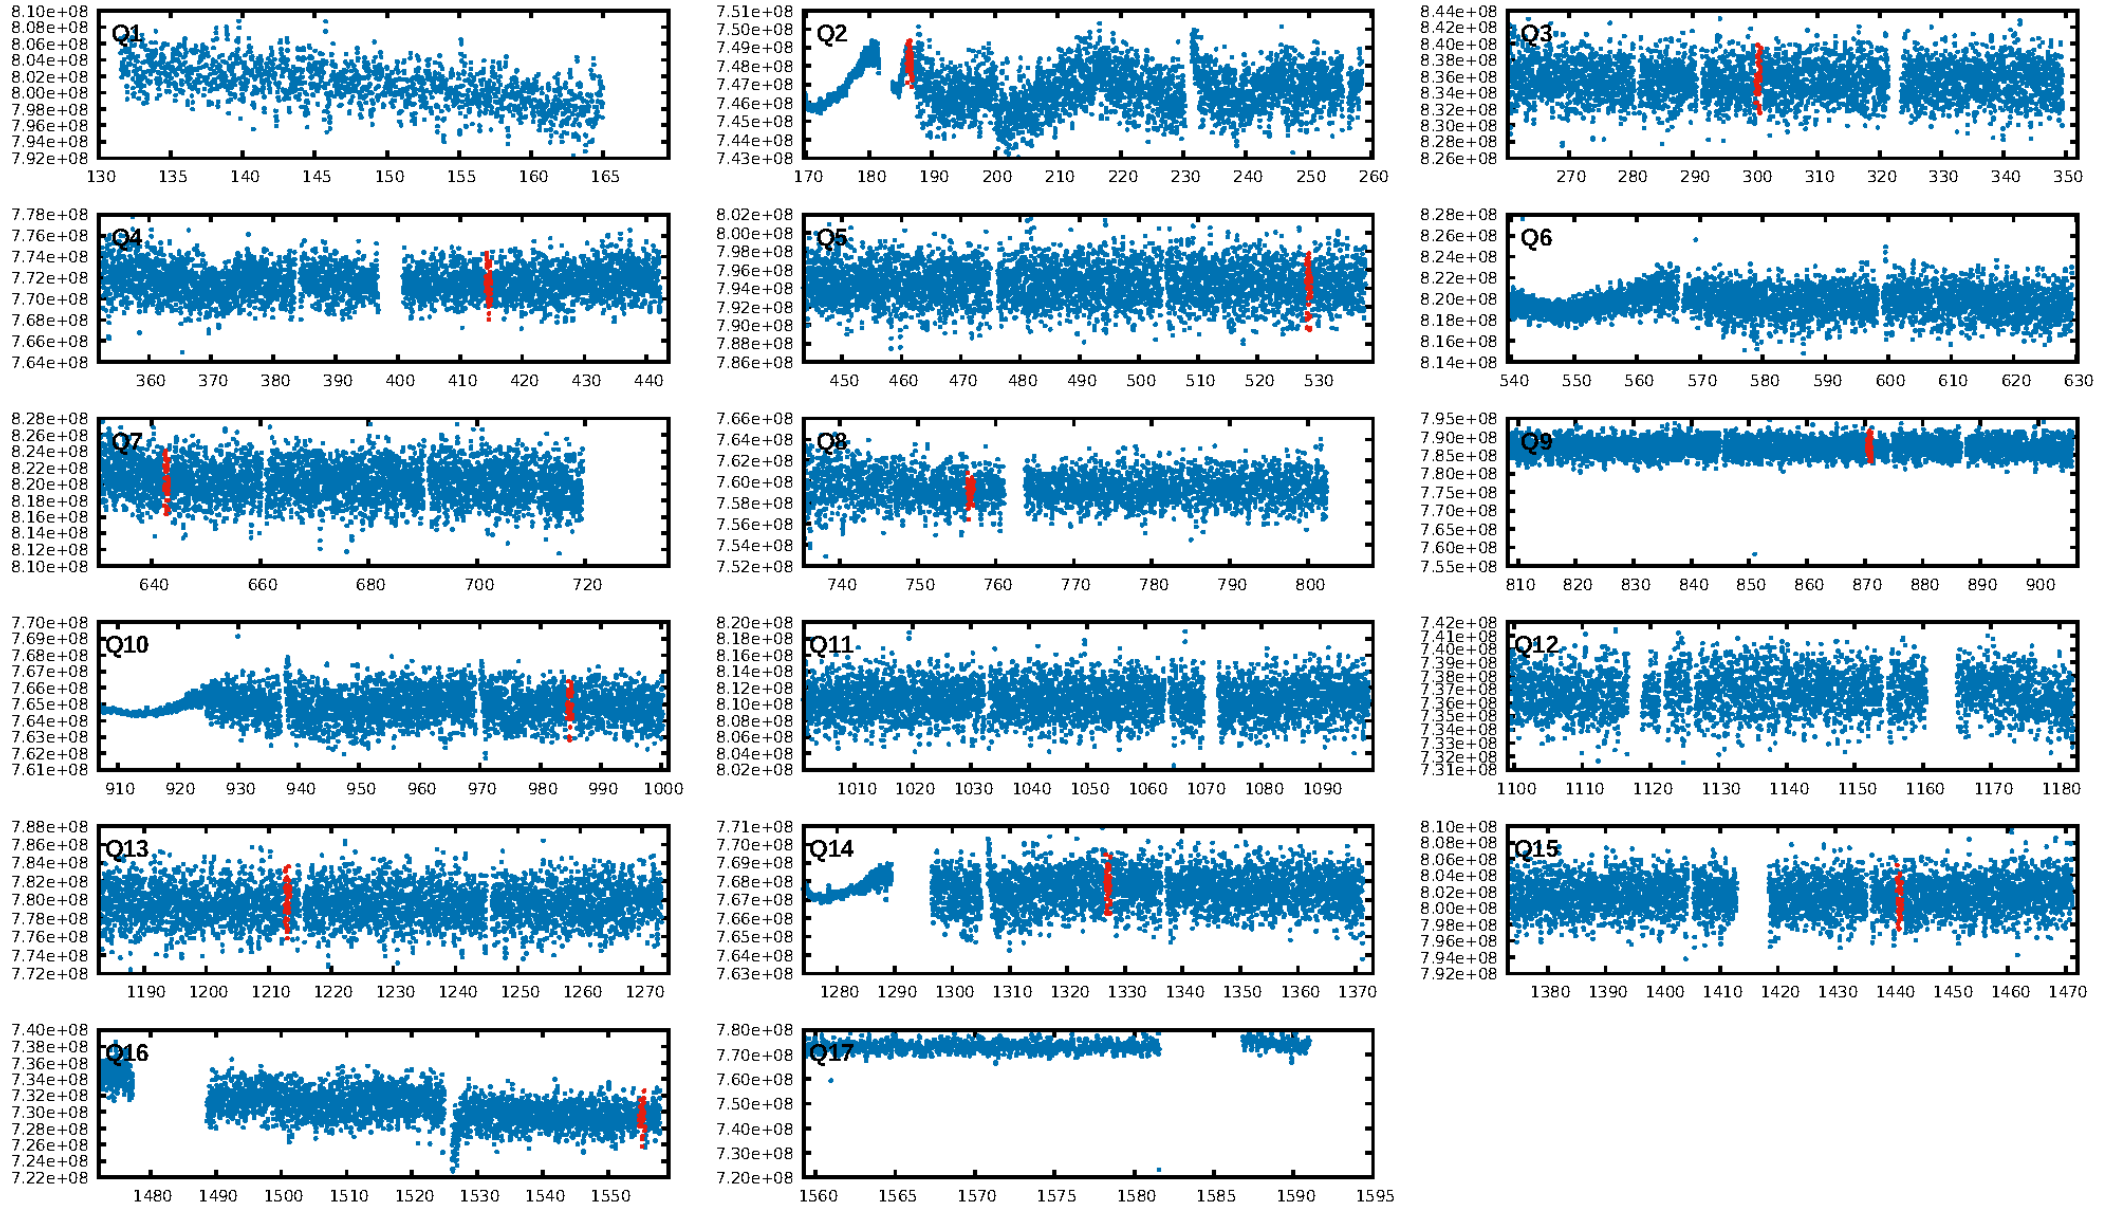 8.10e+08
8.08e+08
8.06e+08
8.04e+08
8.02e+08
8.00e+08
7.98e+08
7.96e+08
7.94e+08
7.92e+08
Q1
130 135 140 145 150 155 160 165
7.51e+08
7.50e+08
7.49e+08
7.48e+08
7.47e+08
7.46e+08
7.45e+08
7.44e+08
7.43e+08
Q2
170 180 190 200 210 220 230 240 250 260
8.44e+08
8.42e+08
8.40e+08
8.38e+08
8.36e+08
8.34e+08
8.32e+08
8.30e+08
8.28e+08
8.26e+08
Q3
270 280 290 300 310 320 330 340 350
7.78e+08
7.76e+08
7.74e+08
7.72e+08
7.70e+08
7.68e+08
7.66e+08
7.64e+08
Q4
360 370 380 390 400 410 420 430 440
8.02e+08
8.00e+08
7.98e+08
7.96e+08
7.94e+08
7.92e+08
7.90e+08
7.88e+08
7.86e+08
Q5
450 460 470 480 490 500 510 520 530
8.28e+08
8.26e+08
8.24e+08
8.22e+08
8.20e+08
8.18e+08
8.16e+08
8.14e+08
Q6
540 550 560 570 580 590 600 610 620 630
8.28e+08
8.26e+08
8.24e+08
8.22e+08
8.20e+08
8.18e+08
8.16e+08
8.14e+08
8.12e+08
8.10e+08
Q7
640 660 680 700 720
7.66e+08
7.64e+08
7.62e+08
7.60e+08
7.58e+08
7.56e+08
7.54e+08
7.52e+08
Q8
740 750 760 770 780 790 800
7.95e+08
7.90e+08
7.85e+08
7.80e+08
7.75e+08
7.70e+08
7.65e+08
7.60e+08
7.55e+08
Q9
810 820 830 840 850 860 870 880 890 900
7.70e+08
7.69e+08
7.68e+08
7.67e+08
7.66e+08
7.65e+08
7.64e+08
7.63e+08
7.62e+08
7.61e+08
Q10
910 920 930 940 950 960 970 980 990 1000
8.20e+08
8.18e+08
8.16e+08
8.14e+08
8.12e+08
8.10e+08
8.08e+08
8.06e+08
8.04e+08
8.02e+08
Q11
1010 1020 1030 1040 1050 1060 1070 1080 1090
7.42e+08
7.41e+08
7.40e+08
7.39e+08
7.38e+08
7.37e+08
7.36e+08
7.35e+08
7.34e+08
7.33e+08
7.32e+08
7.31e+08
Q12
1100 1110 1120 1130 1140 1150 1160 1170 1180
7.88e+08
7.86e+08
7.84e+08
7.82e+08
7.80e+08
7.78e+08
7.76e+08
7.74e+08
7.72e+08
Q13
1190 1200 1210 1220 1230 1240 1250 1260 1270
7.71e+08
7.70e+08
7.69e+08
7.68e+08
7.67e+08
7.66e+08
7.65e+08
7.64e+08
7.63e+08
Q14
1280 1290 1300 1310 1320 1330 1340 1350 1360 1370
8.10e+08
8.08e+08
8.06e+08
8.04e+08
8.02e+08
8.00e+08
7.98e+08
7.96e+08
7.94e+08
7.92e+08
Q15
1380 1390 1400 1410 1420 1430 1440 1450 1460 1470
7.40e+08
7.38e+08
7.36e+08
7.34e+08
7.32e+08
7.30e+08
7.28e+08
7.26e+08
7.24e+08
7.22e+08
Q16
1480 1490 1500 1510 1520 1530 1540 1550
7.80e+08
7.70e+08
7.60e+08
7.50e+08
7.40e+08
7.30e+08
7.20e+08
Q17
1560 1565 1570 1575 1580 1585 1590 1595